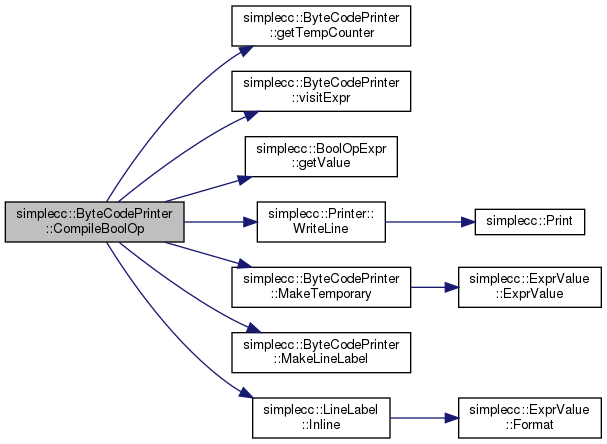 simplecc::ByteCodePrinter
::getTempCounter
simplecc::ByteCodePrinter
::visitExpr
simplecc::BoolOpExpr
::getValue
simplecc::ByteCodePrinter
::CompileBoolOp
simplecc::Printer::
WriteLine
simplecc::Print
simplecc::ByteCodePrinter
::MakeTemporary
simplecc::ExprValue
::ExprValue
simplecc::ByteCodePrinter
::MakeLineLabel
simplecc::LineLabel
::Inline
simplecc::ExprValue
::Format